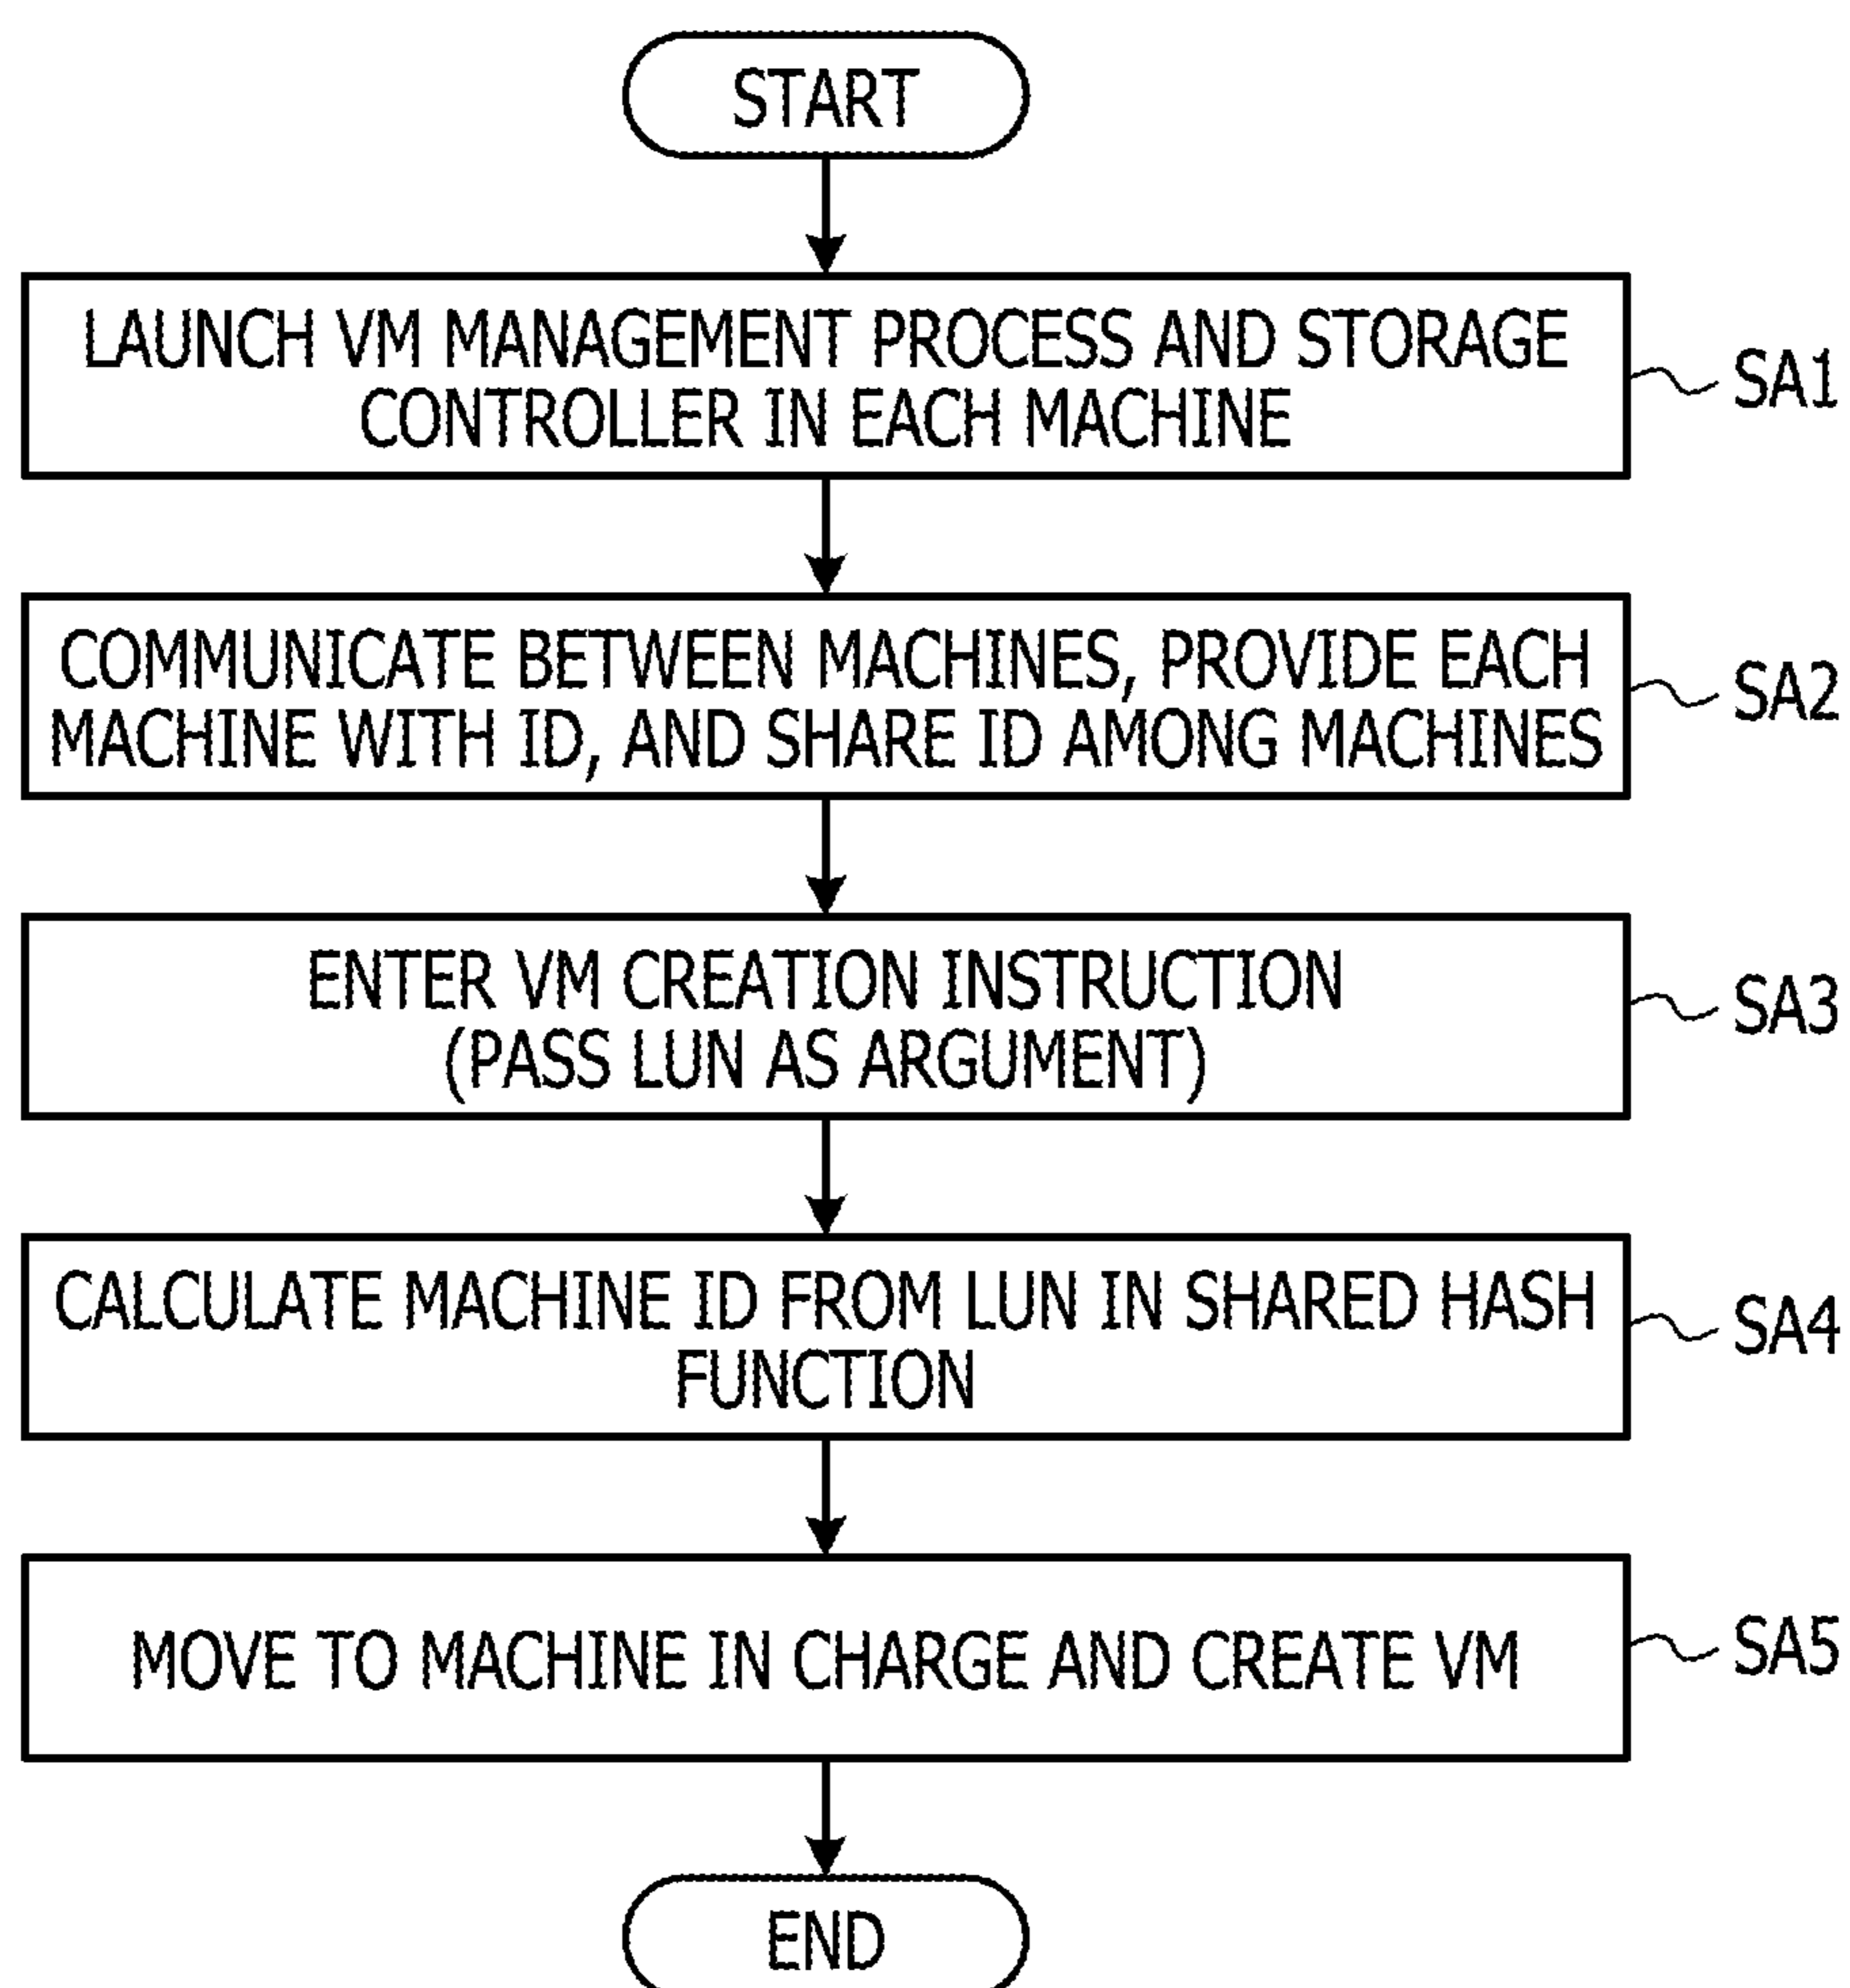 START
LAUNCH VM MANAGEMENT PROCESS AND STORAGE
CONTROLLER IN EACH MACHINE
SA1
COMMUNICATE BETWEEN MACHINES, PROVIDE EACH
MACHINE WITH ID, AND SHARE ID AMONG MACHINES
SA2
ENTER VM CREATION INSTRUCTION
(PASS LUN AS ARGUMENT)
SA3
CALCULATE MACHINE ID FROM LUN IN SHARED HASH
FUNCTION
SA4
MOVE TO MACHINE IN CHARGE AND CREATE VM
SA5
END